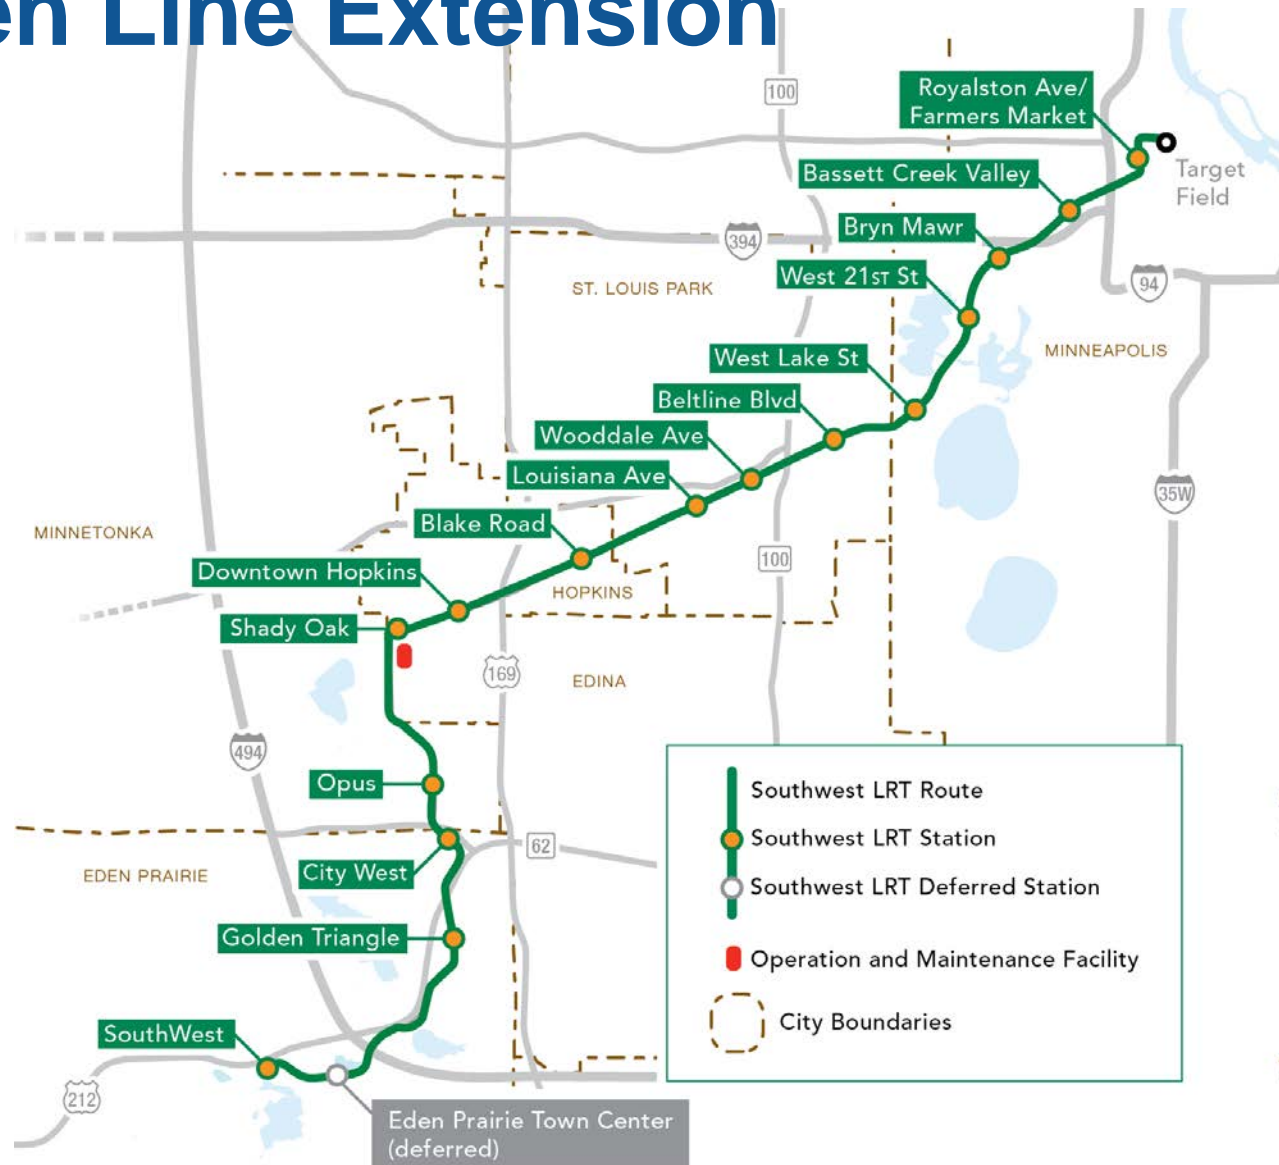 en Line Extension
100
Royalston Ave/
Farmers Market
Target
Field
Bassett Creek Valley
Bryn Mawr
394
West 21ST St
94
ST. LOUIS PARK
MINNEAPOLIS
West Lake St
Beltline Blvd
Wooddale Ave
Louisiana Ave
35W
Blake Road
MINNETONKA
100
Downtown Hopkins
HOPKINS
Shady Oak
169
EDINA
494
Opus
62
City West
EDEN PRAIRIE
Golden Triangle
SouthWest
212
Eden Prairie Town Center
(deferred)
Southwest LRT Route
Southwest LRT Station
Southwest LRT Deferred Station
Operation and Maintenance Facility
City Boundaries